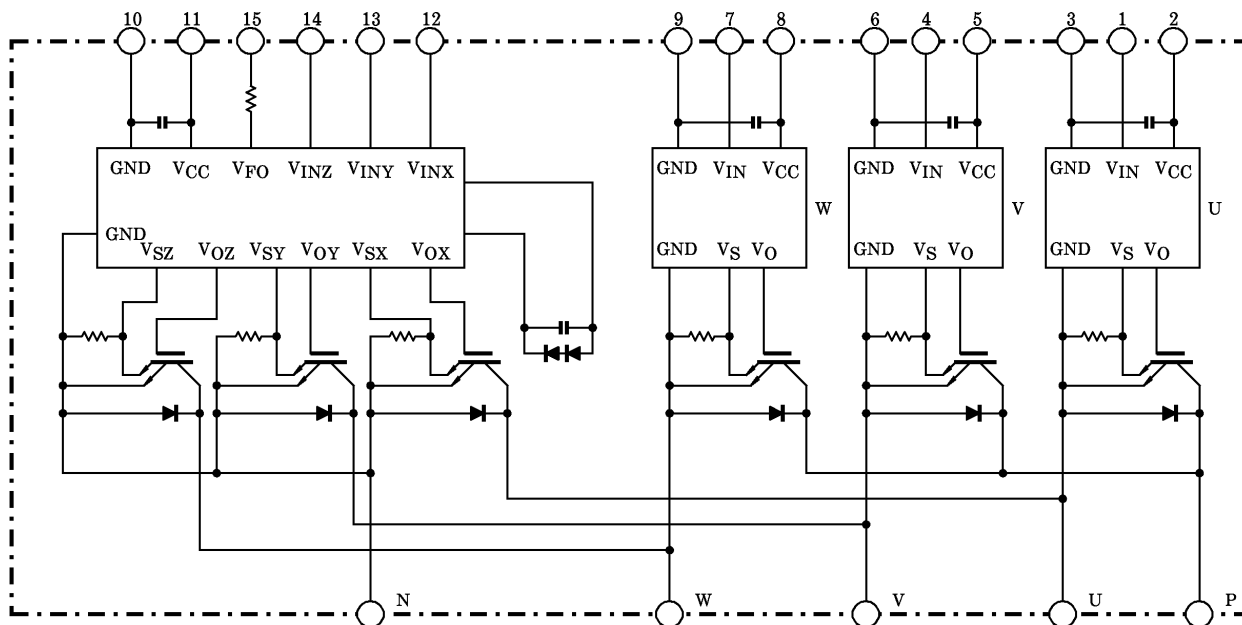 10 11 15 14 13 12 9 7 8 6 4 5 3 1 2
GND VCC VFO VINZ VINY VINX GND VIN VCC GND VIN VCC GND VIN VCC
W V U
GND VSZ VOZ VSY VOY VSX VOX GND VS VO GND VS VO GND VS VO
N W V U P